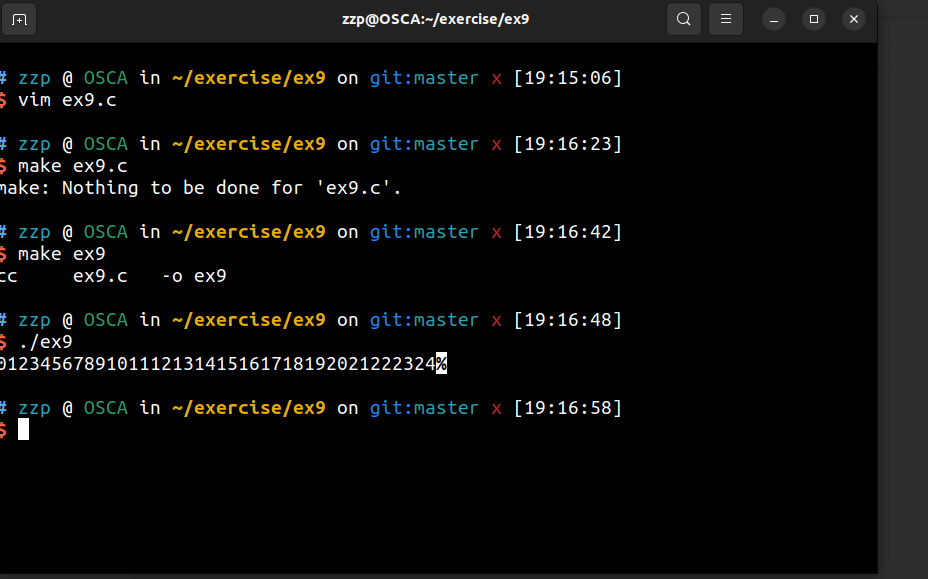 zzp@OSCA:~/exercise/ex9
# zzp @ OSCA in ~/exercise/ex9 on git:master x [19:15:06]
$ vim ex9.c
# zzp @ OSCA in ~/exercise/ex9 on git:master x [19:16:23]
$ make ex9.c
make: Nothing to be done for 'ex9.c'.
# zzp @ OSCA in ~/exercise/ex9 on git:master x [19:16:42]
$ make ex9
cc     ex9.c   -o ex9
# zzp @ OSCA in ~/exercise/ex9 on git:master x [19:16:48]
$ ./ex9
0123456789101112131415161718192021222324%
# zzp @ OSCA in ~/exercise/ex9 on git:master x [19:16:58]
$